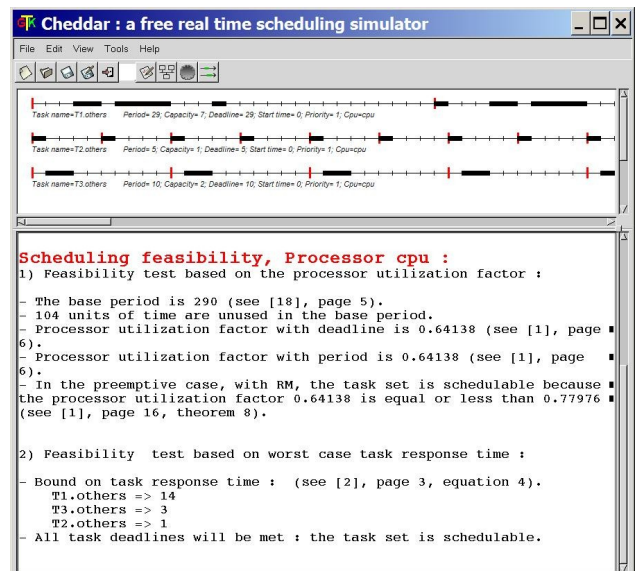 GTK Cheddar : a free real time scheduling simulator
File Edit View Tools Help
Task name=T1.others Period= 29; Capacity= 7; Deadline= 29; Start time= 0; Priority= 1; Cpu=cpu
Task name=T2.others Period= 5; Capacity= 1; Deadline= 5; Start time= 0; Priority= 1; Cpu=cpu
Task name=T3.others Period= 10; Capacity= 2; Deadline= 10; Start time= 0; Priority= 1; Cpu=cpu
Scheduling feasibility, Processor cpu :
1) Feasibility test based on the processor utilization factor :
- The base period is 290 (see [18], page 5).
- 104 units of time are unused in the base period.
- Processor utilization factor with deadline is 0.64138 (see [1], page
6).
- Processor utilization factor with period is 0.64138 (see [1], page
6).
- In the preemptive case, with RM, the task set is schedulable because
the processor utilization factor 0.64138 is equal or less than 0.77976
(see [1], page 16, theorem 8).
2) Feasibility test based on worst case task response time :
- Bound on task response time : (see [2], page 3, equation 4).
T1.others => 14
T3.others => 3
T2.others => 1
- All task deadlines will be met : the task set is schedulable.